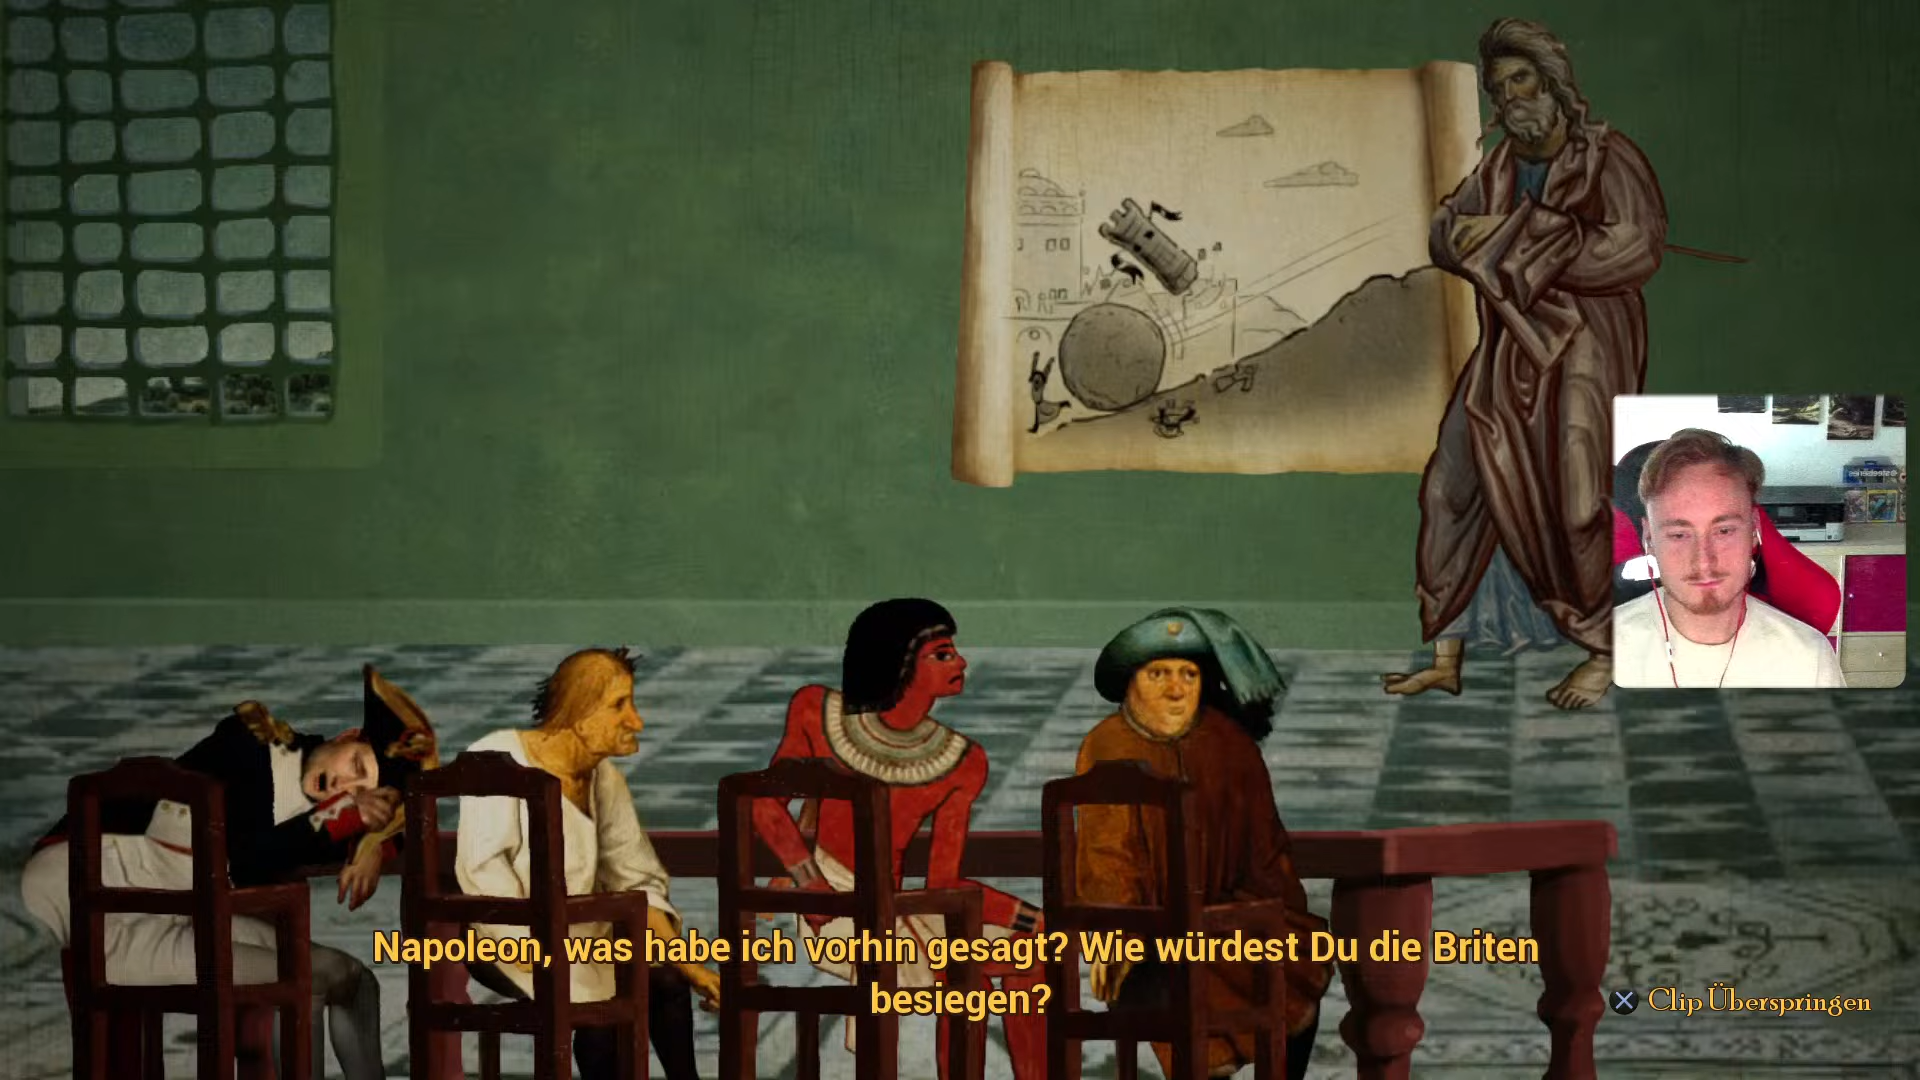 Napoleon, was habe ich vorhin gesagt? Wie würdest Du die Briten
besiegen?
Clip Überspringen